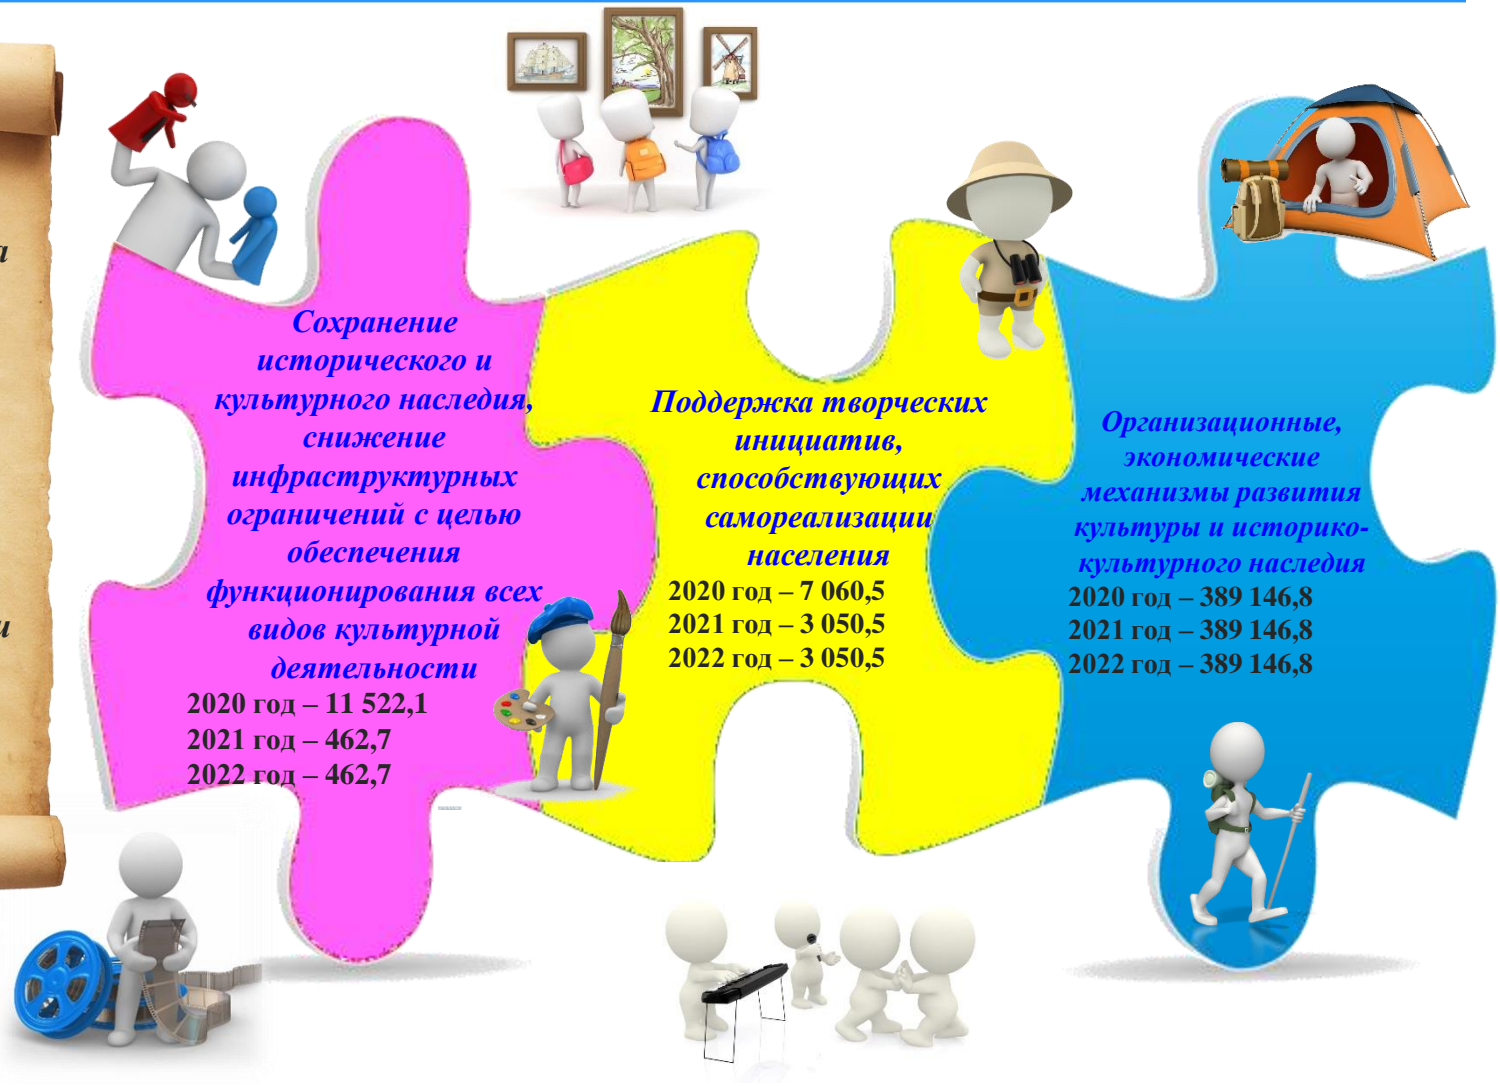 а
и
Сохранение
исторического и
культурного наследия,
снижение
инфраструктурных
ограничений с целью
обеспечения
функционирования всех
видов культурной
деятельности
2020 год – 11 522,1
2021 год – 462,7
2022 год – 462,7
Поддержка творческих
инициатив,
способствующих
самореализации
населения
2020 год – 7 060,5
2021 год – 3 050,5
2022 год – 3 050,5
Организационные,
экономические
механизмы развития
культуры и историко-
культурного наследия
2020 год – 389 146,8
2021 год – 389 146,8
2022 год – 389 146,8